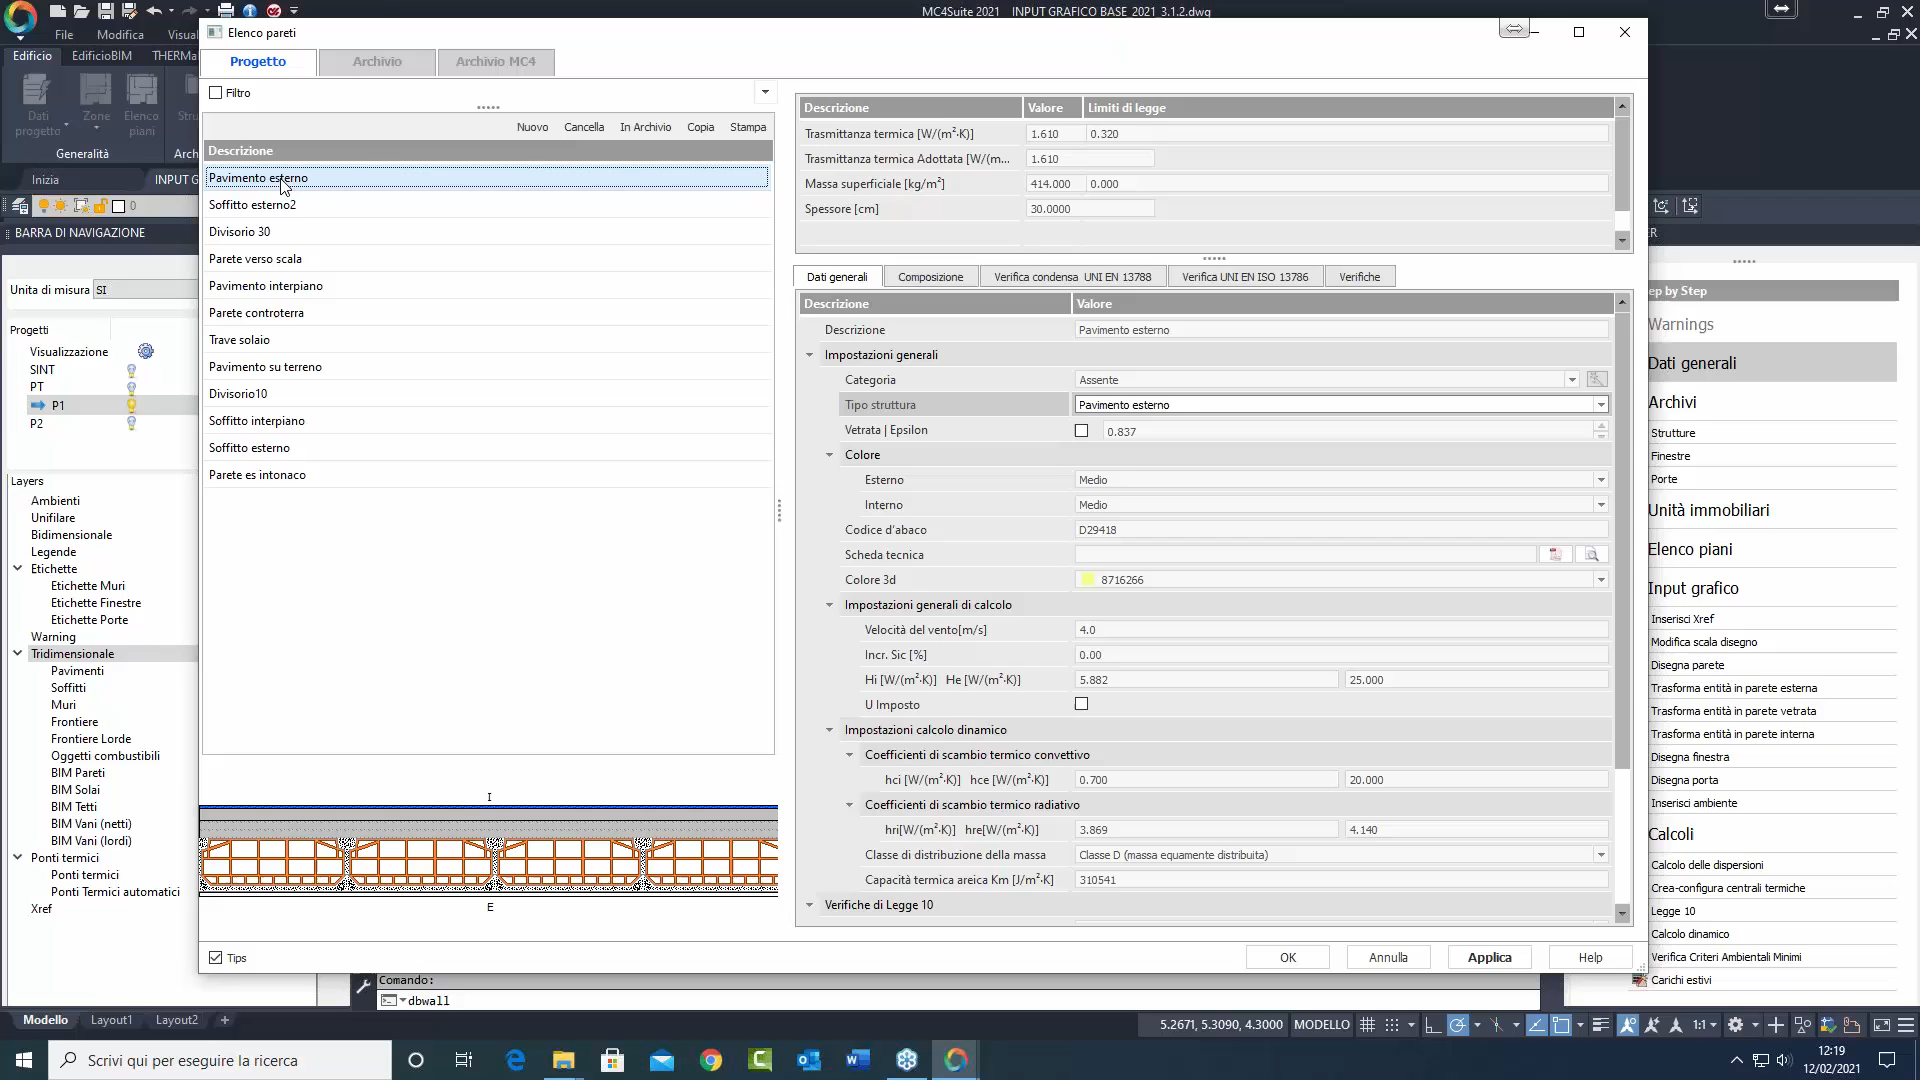 MC4Suite 2021 INPUT GRAFICO BASE_2021_3.1.2.dwg
File Modifica Visual
Edificio EdificioBIM THERMa
Dati progetto Zone Elenco piani Stru
Generalità Arch
Inizia INPUT G
0
BARRA DI NAVIGAZIONE
Unita di misura SI
Progetti
Visualizzazione
SINT
PT
P1
P2
Layers
Ambienti
Unifilare
Bidimensionale
Legende
Etichette
Etichette Muri
Etichette Finestre
Etichette Porte
Warning
Tridimensionale
Pavimenti
Soffitti
Muri
Frontiere
Frontiere Lorde
Oggetti combustibili
BIM Pareti
BIM Solai
BIM Tetti
BIM Vani (netti)
BIM Vani (lordi)
Ponti termici
Ponti termici
Ponti Termici automatici
Xref
Elenco pareti
Progetto Archivio Archivio MC4
Filtro
Nuovo Cancella In Archivio Copia Stampa
Descrizione
Pavimento esterno
Soffitto esterno2
Divisorio 30
Parete verso scala
Pavimento interpiano
Parete controterra
Trave solaio
Pavimento su terreno
Divisorio10
Soffitto interpiano
Soffitto esterno
Parete es intonaco
I
E
Tips
Descrizione Valore Limiti di legge
Trasmittanza termica [W/(m²·K)] 1.610 0.320
Trasmittanza termica Adottata [W/(m... 1.610
Massa superficiale [kg/m²] 414.000 0.000
Spessore [cm] 30.0000
Dati generali Composizione Verifica condensa UNI EN 13788 Verifica UNI EN ISO 13786 Verifiche
Descrizione Valore
Descrizione Pavimento esterno
Impostazioni generali
Categoria Assente
Tipo struttura Pavimento esterno
Vetrata | Epsilon 0.837
Colore
Esterno Medio
Interno Medio
Codice d'abaco D29418
Scheda tecnica
Colore 3d 8716266
Impostazioni generali di calcolo
Velocità del vento[m/s] 4.0
Incr. Sic [%] 0.00
Hi [W/(m²·K)] He [W/(m²·K)] 5.882 25.000
U Imposto
Impostazioni calcolo dinamico
Coefficienti di scambio termico convettivo
hci [W/(m²·K)] hce [W/(m²·K)] 0.700 20.000
Coefficienti di scambio termico radiativo
hri[W/(m²·K)] hre[W/(m²·K)] 3.869 4.140
Classe di distribuzione della massa Classe D (massa equamente distribuita)
Capacità termica areica Km [J/m²·K] 310541
Verifiche di Legge 10
OK Annulla Applica Help
ER
ep by Step
Warnings
Dati generali
Archivi
Strutture
Finestre
Porte
Unità immobiliari
Elenco piani
Input grafico
Inserisci Xref
Modifica scala disegno
Disegna parete
Trasforma entità in parete esterna
Trasforma entità in parete vetrata
Trasforma entità in parete interna
Disegna finestra
Disegna porta
Inserisci ambiente
Calcoli
Calcolo delle dispersioni
Crea-configura centrali termiche
Legge 10
Calcolo dinamico
Verifica Criteri Ambientali Minimi
Carichi estivi
Comando:
dbwall
Modello Layout1 Layout2 +
5.2671, 5.3090, 4.3000 MODELLO 1:1
Scrivi qui per eseguire la ricerca
12:19
12/02/2021